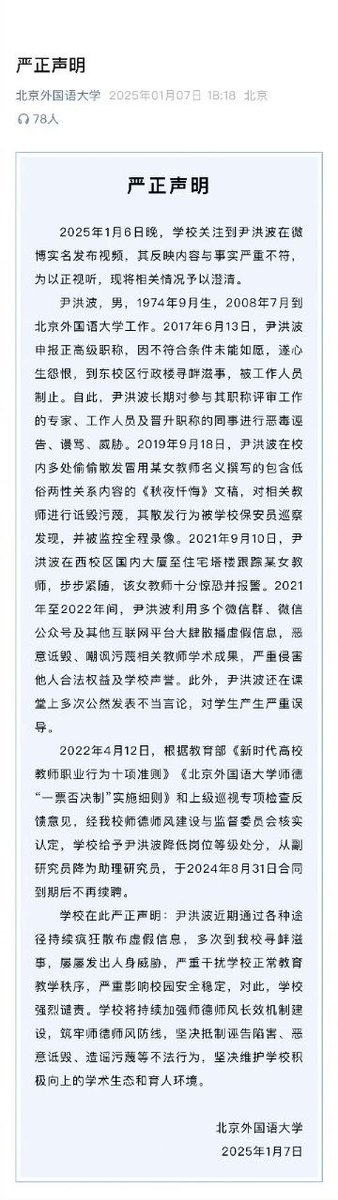 严正声明
北京外国语大学 2025年01月07日 18:18 北京
78人
严正声明
2025年1月6日晚，学校关注到尹洪波在微
博实名发布视频，其反映内容与事实严重不符，
为以正视听，现将相关情况予以澄清。
尹洪波，男，1974年9月生，2008年7月到
北京外国语大学工作。2017年6月13日，尹洪波
申报正高级职称，因不符合条件未能如愿，遂心
生怨恨，到东校区行政楼寻衅滋事，被工作人员
制止。自此，尹洪波长期对参与其职称评审工作
的专家、工作人员及晋升职称的同事进行恶毒诬
告、谩骂、威胁。2019年9月18日，尹洪波在校
内多处偷偷散发冒用某女教师名义撰写的包含低
俗两性关系内容的《秋夜忏悔》文稿，对相关教
师进行诋毁污蔑，其散发行为被学校保安员巡察
发现，并被监控全程录像。2021年9月10日，尹
洪波在西校区国内大厦至住宅塔楼跟踪某女教
师，步步紧随，该女教师十分惊恐并报警。2021
年至2022年间，尹洪波利用多个微信群、微信
公众号及其他互联网平台大肆散播虚假信息，恶
意诋毁、嘲讽污蔑相关教师学术成果，严重侵害
他人合法权益及学校声誉。此外，尹洪波还在课
堂上多次公然发表不当言论，对学生产生严重误
导。
2022年4月12日，根据教育部《新时代高校
教师职业行为十项准则》《北京外国语大学师德
“一票否决制”实施细则》和上级巡视专项检查反
馈意见，经我校师德师风建设与监督委员会核实
认定，学校给予尹洪波降低岗位等级处分，从副
研究员降为助理研究员，于2024年8月31日合同
到期后不再续聘。
学校在此严正声明：尹洪波近期通过各种途
径持续疯狂散布虚假信息，多次到我校寻衅滋
事，屡屡发出人身威胁，严重干扰学校正常教育
教学秩序，严重影响校园安全稳定，对此，学校
强烈谴责。学校将持续加强师德师风长效机制建
设，筑牢师德师风防线，坚决抵制诬告陷害、恶
意诋毁、造谣污蔑等不法行为，坚决维护学校积
极向上的学术生态和育人环境。
北京外国语大学
2025年1月7日